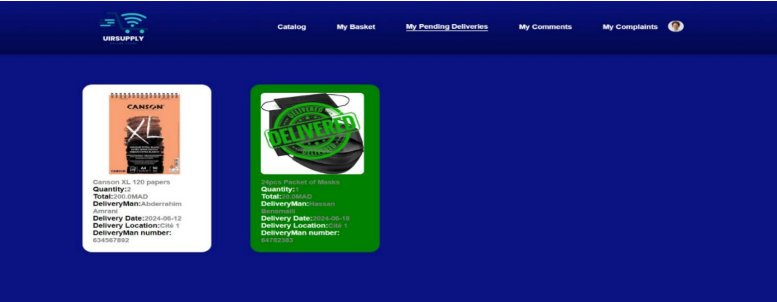 UIRSUPPLY
Catalog
My Basket
My Pending Deliveries
My Comments
My Complaints
CANSON
XL
Canson XL 120 papers
Quantity:2
Total:200.0MAD
DeliveryMan:Abderrahim
Amrani
Delivery Date:2024-06-12
Delivery Location:Cité 1
DeliveryMan number:
634567892
DELIVERED
DELIVERED
DELIVERED
24pcs Packet of Masks
Quantity:1
Total:20.0MAD
DeliveryMan:Hassan
Bensmaili
Delivery Date:2024-06-18
Delivery Location:Cité 1
DeliveryMan number:
64792383